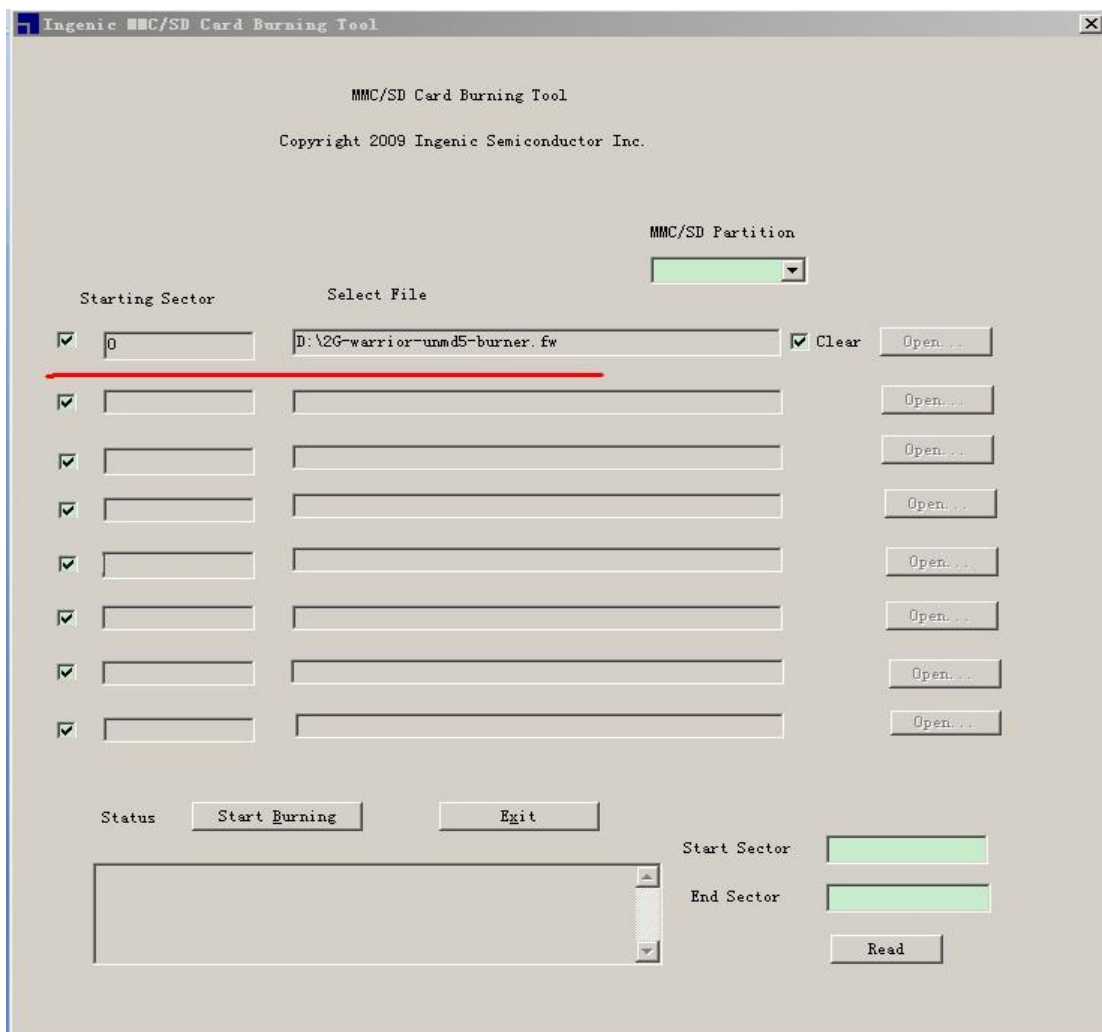 Ingenic MMC/SD Card Burning Tool
MMC/SD Card Burning Tool
Copyright 2009 Ingenic Semiconductor Inc.
MMC/SD Partition
Starting Sector Select File
0 D:\2G-warrior-unmd5-burner.fw Clear Open...
Open...
Open...
Open...
Open...
Open...
Open...
Open...
Status Start Burning Exit
Start Sector
End Sector
Read